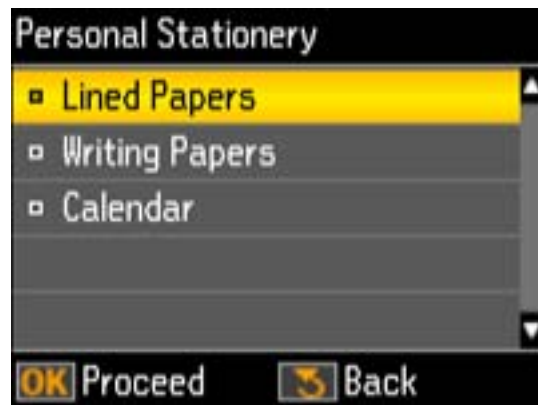 Personal Stationery
Lined Papers
Writing Papers
Calendar
OK Proceed Back